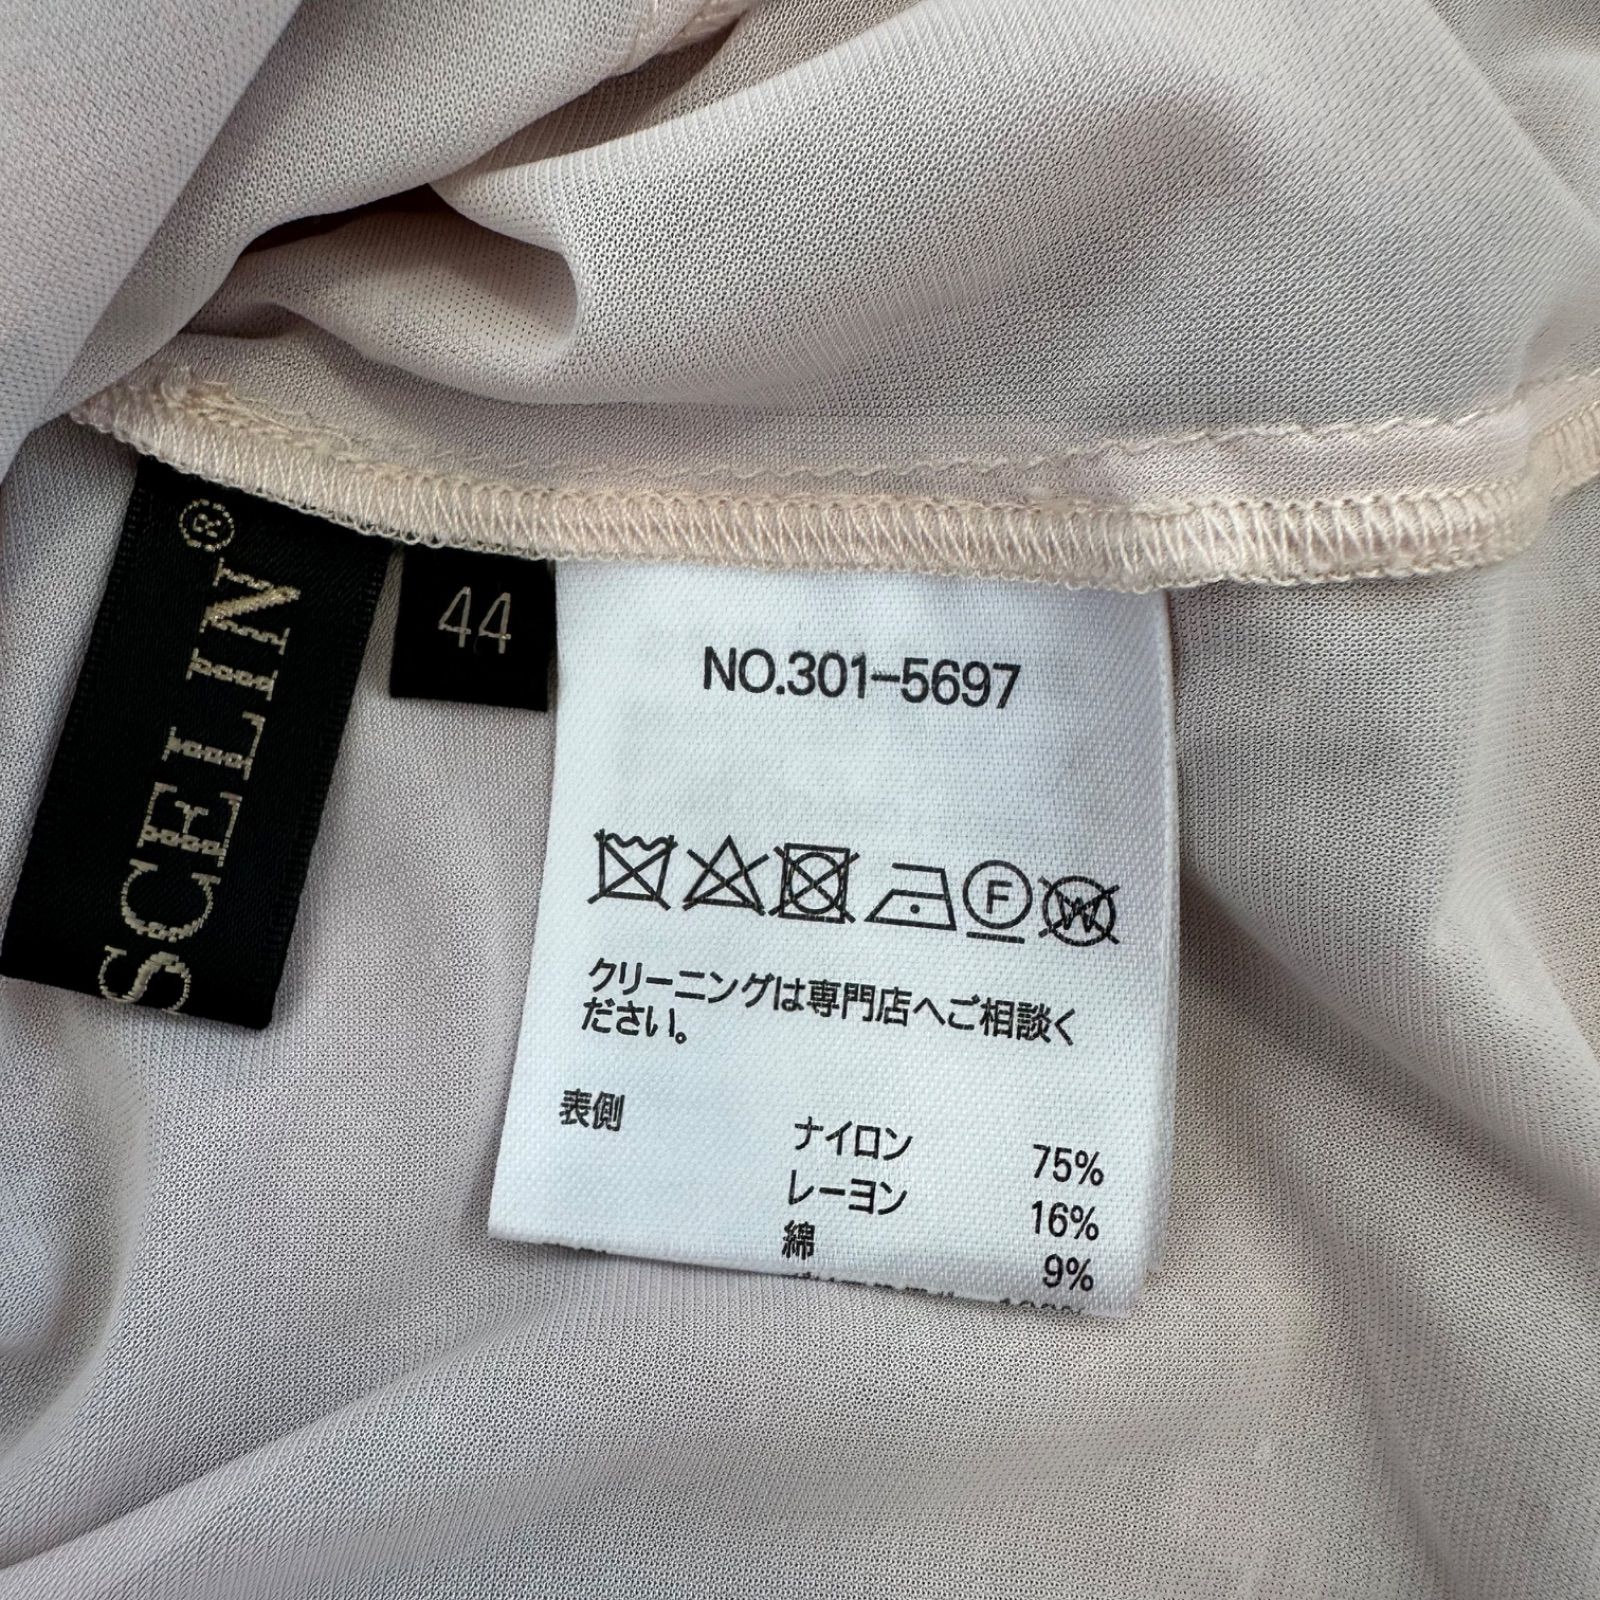 SCELIN®
44
NO.301-5697
F
W
クリーニングは専門店へご相談く
ださい。
表側
ナイロン 75%
レーヨン 16%
綿 9%